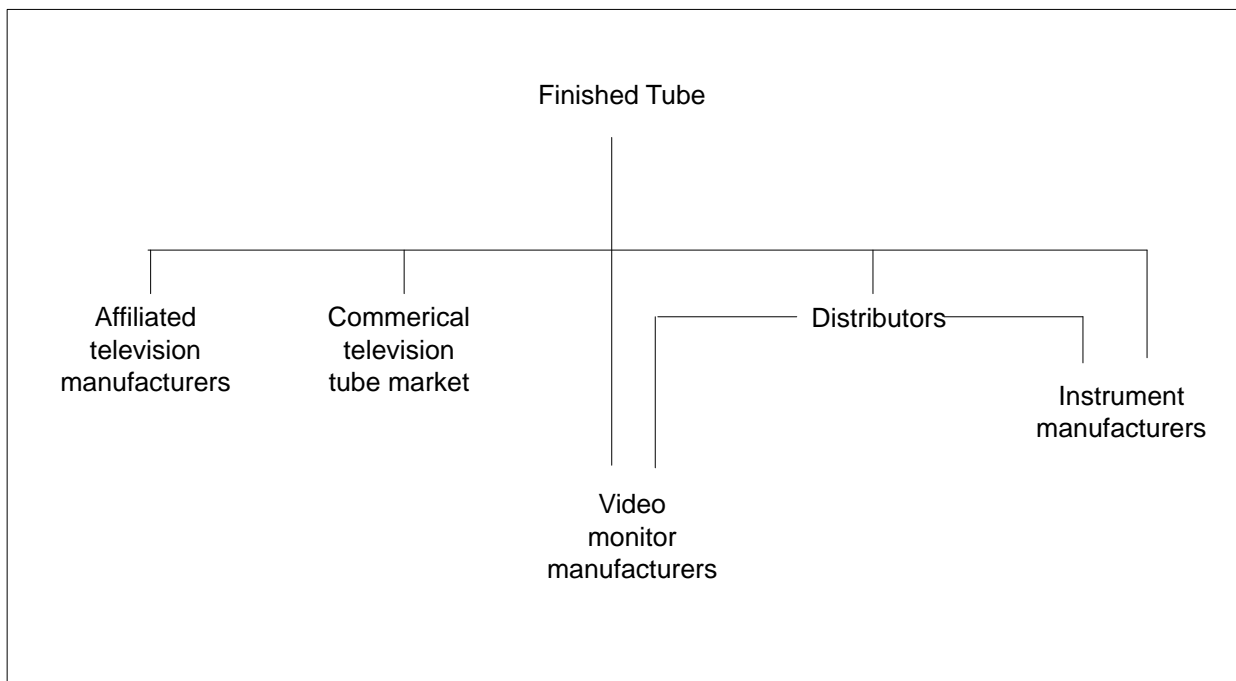 Finished Tube
Affiliated
television
manufacturers
Commerical
television
tube market
Distributors
Instrument
manufacturers
Video
monitor
manufacturers